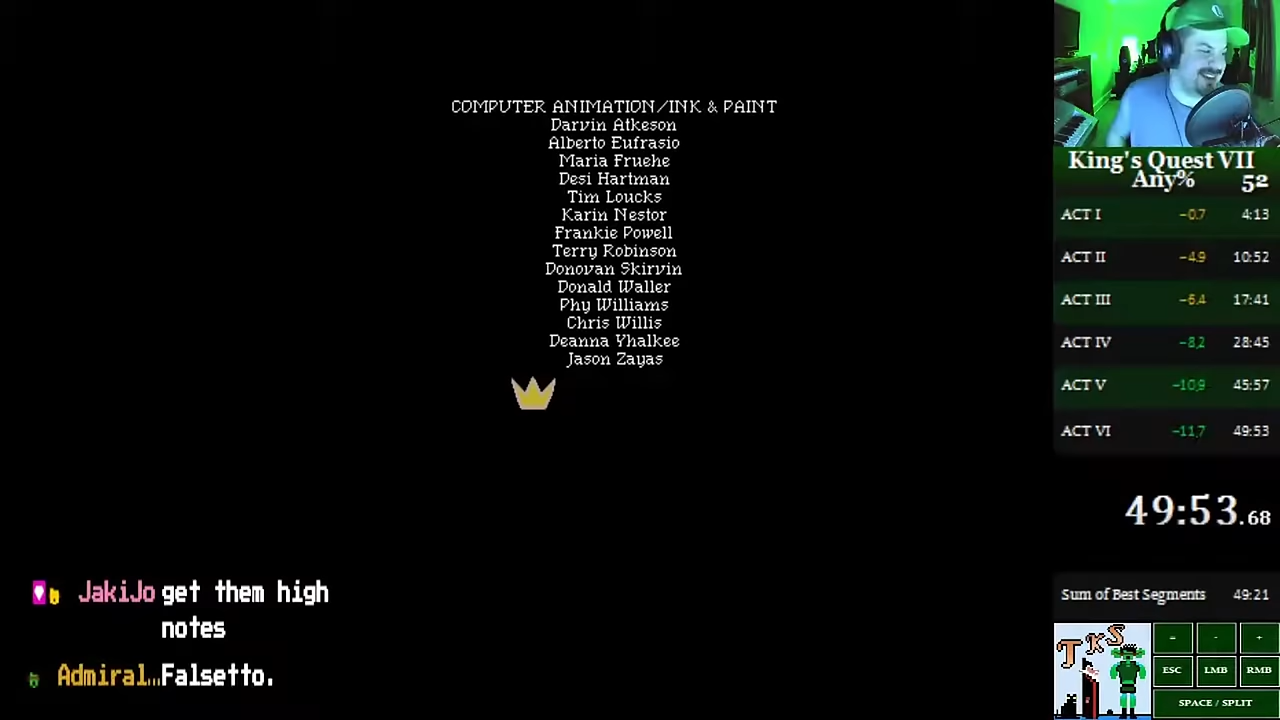 COMPUTER ANIMATION/INK & PAINT
Darvin Atkeson
Alberto Eufrasio
Maria Fruehe
Desi Hartman
Tim Loucks
Karin Nestor
Frankie Powell
Terry Robinson
Donovan Skirvin
Donald Waller
Phy Williams
Chris Willis
Deanna Yhalkee
Jason Zayas
JakiJo get them high
notes
Admiral... Falsetto.
King's Quest VII
Any% 52
ACT I -0.7 4:13
ACT II -4.9 10:52
ACT III -6.4 17:41
ACT IV -8.2 28:45
ACT V -10.9 45:57
ACT VI -11.7 49:53
49:53.68
Sum of Best Segments 49:21
TKS
= - +
ESC LMB RMB
SPACE / SPLIT